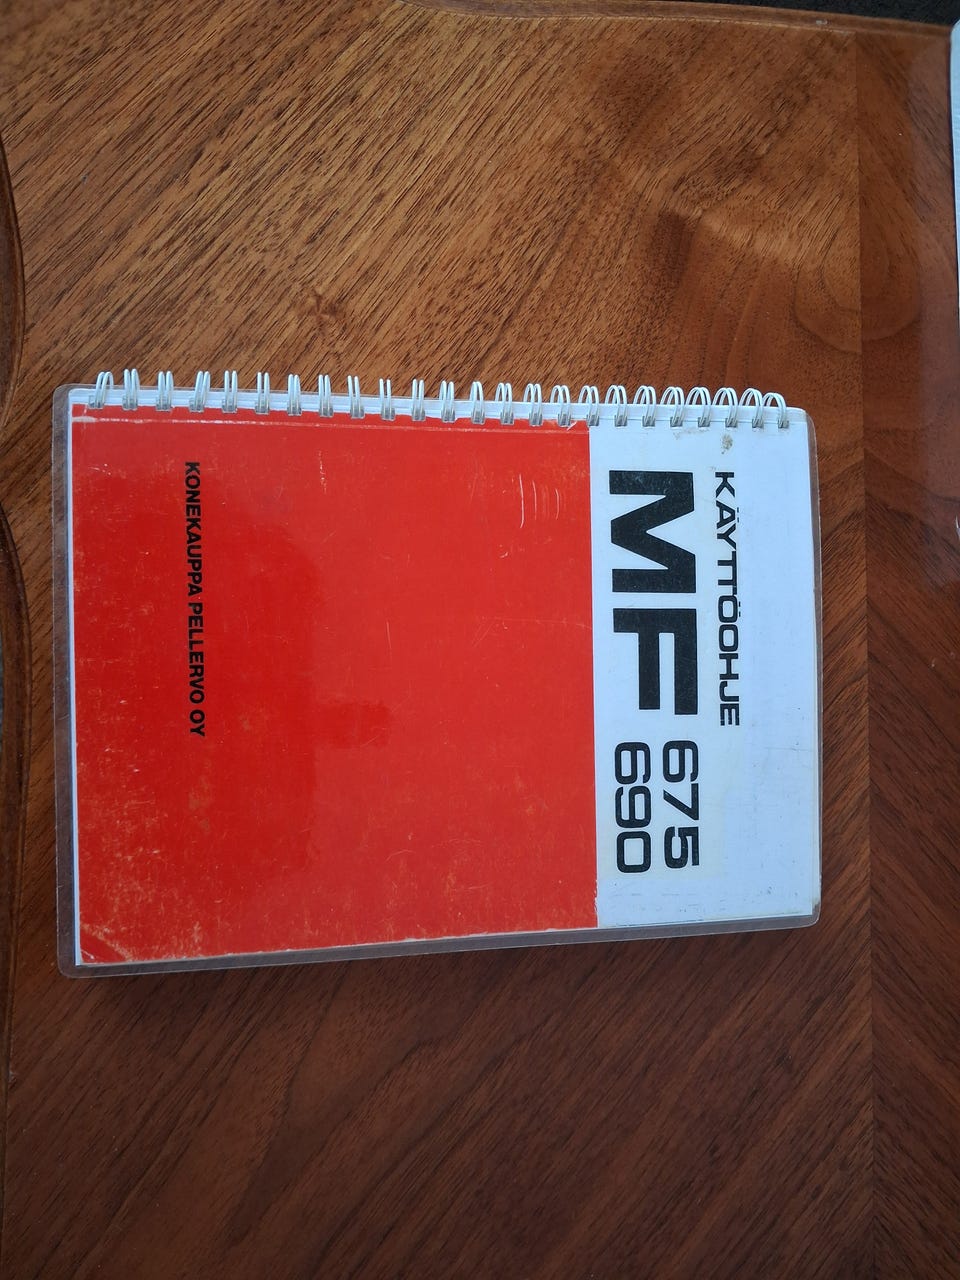 KÄYTTÖOHJE
MF 675
690
KONEKAUPPA PELLERVO OY